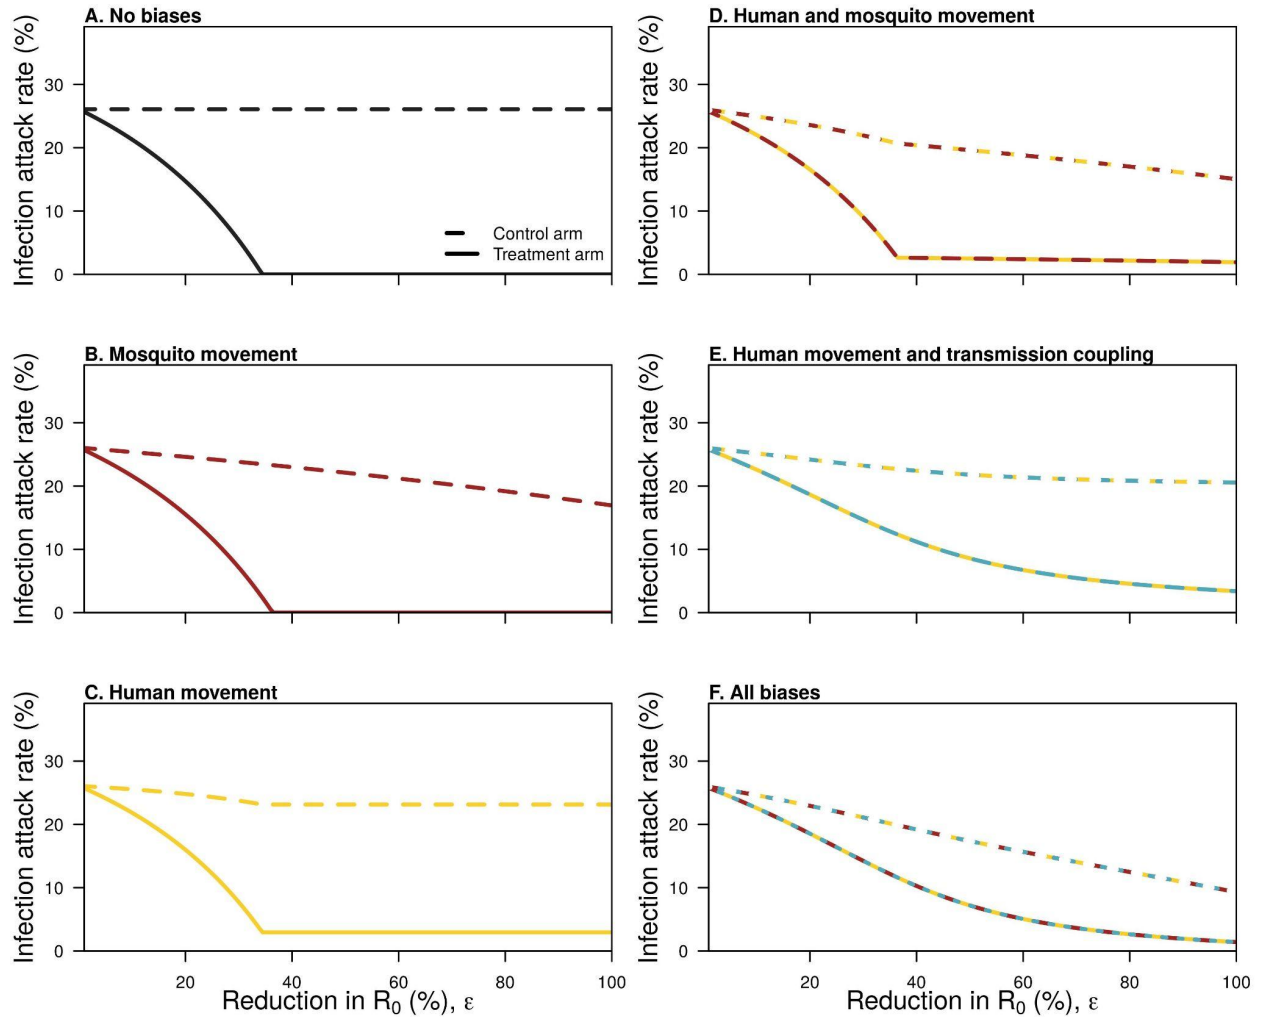 A. No biases
Infection attack rate (%)
30
20
10
0
Control arm
Treatment arm
B. Mosquito movement
Infection attack rate (%)
30
20
10
0
C. Human movement
Infection attack rate (%)
30
20
10
0
20 40 60 80 100
Reduction in R0 (%), ε
D. Human and mosquito movement
Infection attack rate (%)
30
20
10
0
E. Human movement and transmission coupling
Infection attack rate (%)
30
20
10
0
F. All biases
Infection attack rate (%)
30
20
10
0
20 40 60 80 100
Reduction in R0 (%), ε